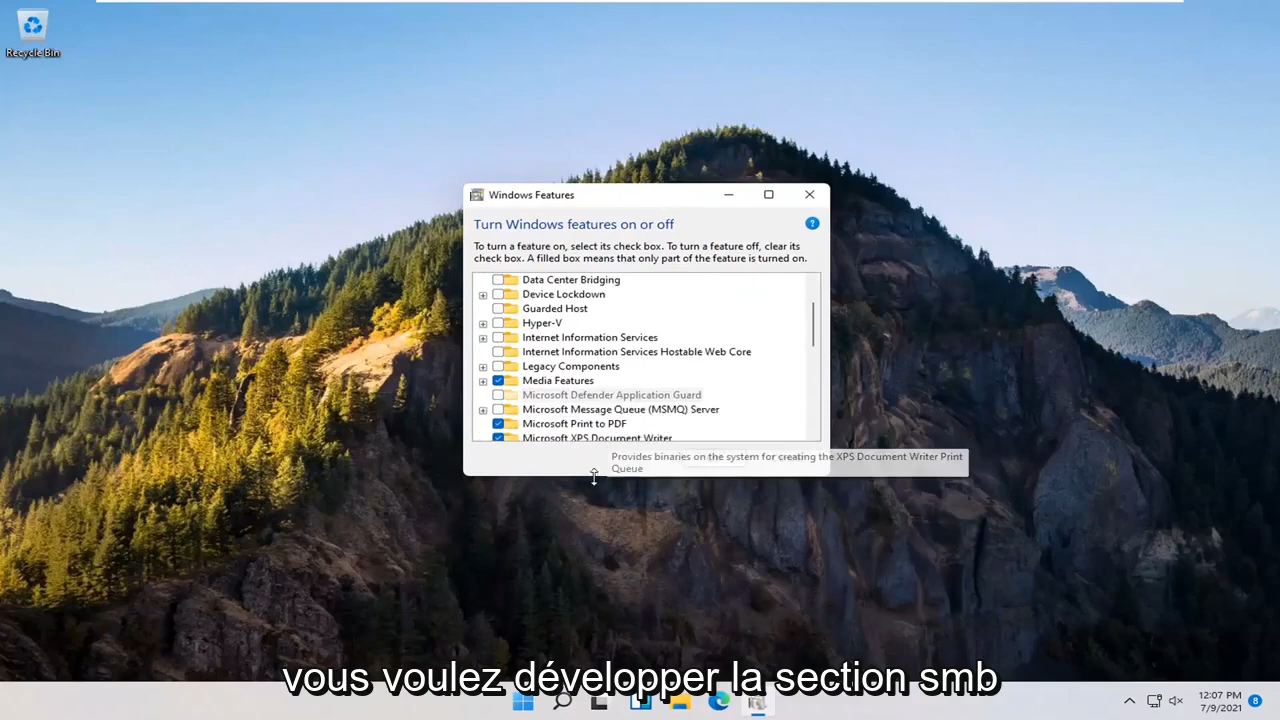 Recycle Bin
Windows Features
Turn Windows features on or off
To turn a feature on, select its check box. To turn a feature off, clear its
check box. A filled box means that only part of the feature is turned on.
Data Center Bridging
Device Lockdown
Guarded Host
Hyper-V
Internet Information Services
Internet Information Services Hostable Web Core
Legacy Components
Media Features
Microsoft Defender Application Guard
Microsoft Message Queue (MSMQ) Server
Microsoft Print to PDF
Microsoft XPS Document Writer
Provides binaries on the system for creating the XPS Document Writer Print
Queue
vous voulez développer la section smb
12:07 PM
7/9/2021
8